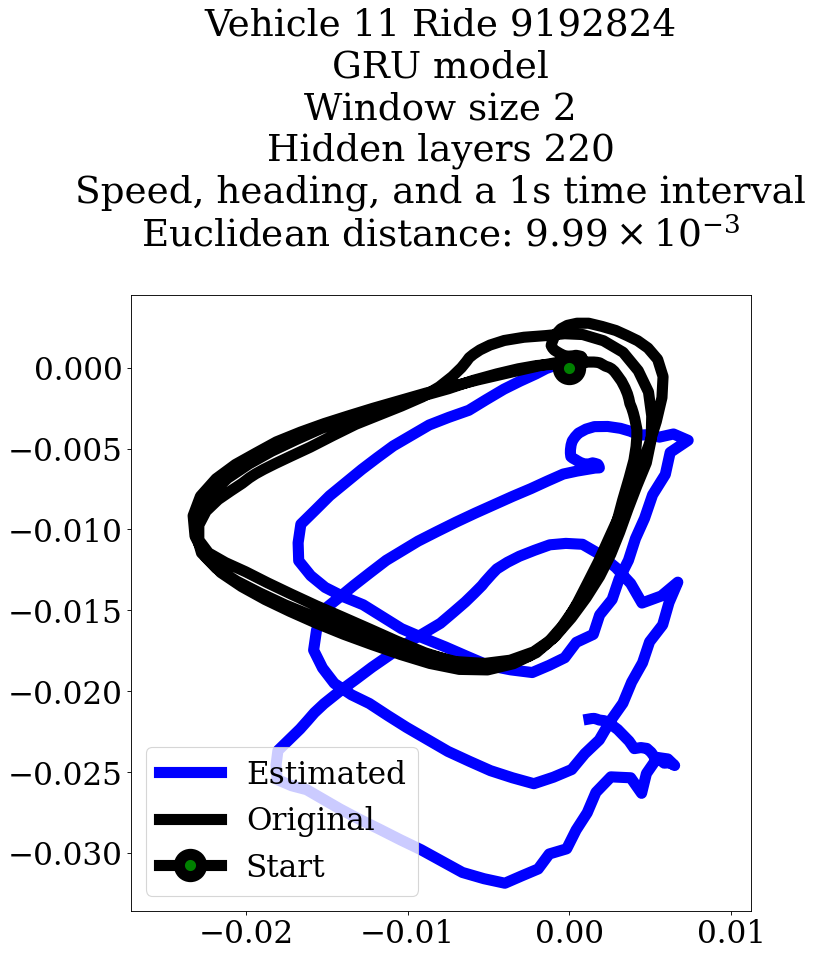 Vehicle 11 Ride 9192824
GRU model
Window size 2
Hidden layers 220
Speed, heading, and a 1s time interval
Euclidean distance: 9.99 × 10⁻³
0.000
−0.005
−0.010
−0.015
−0.020
−0.025
−0.030
Estimated
Original
Start
−0.02 −0.01 0.00 0.01